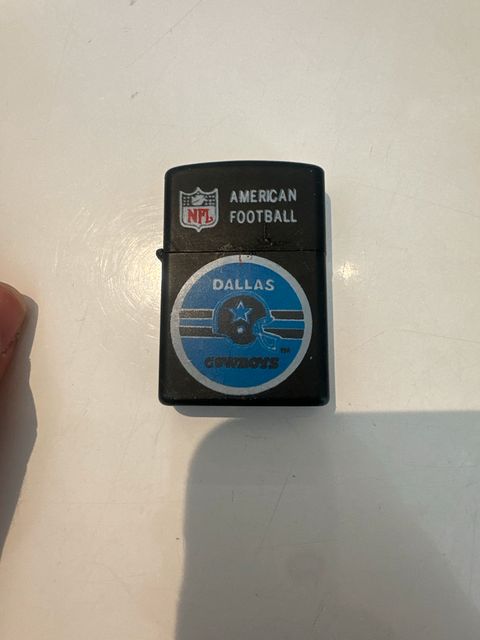 NFL
AMERICAN
FOOTBALL
DALLAS
COWBOYS
TM